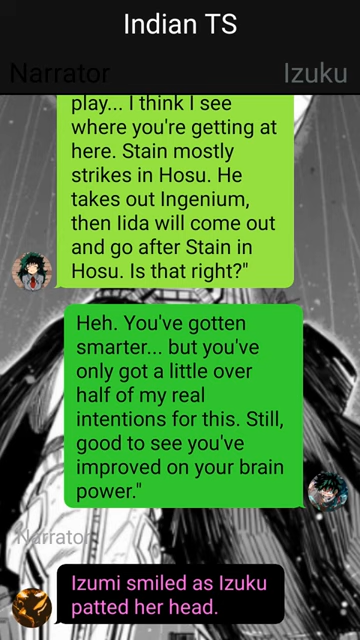 Indian TS
Narrator Izuku
play... I think I see
where you're getting at
here. Stain mostly
strikes in Hosu. He
takes out Ingenium,
then Iida will come out
and go after Stain in
Hosu. Is that right?"
Heh. You've gotten
smarter... but you've
only got a little over
half of my real
intentions for this. Still,
good to see you've
improved on your brain
power."
Narrator
Izumi smiled as Izuku
patted her head.